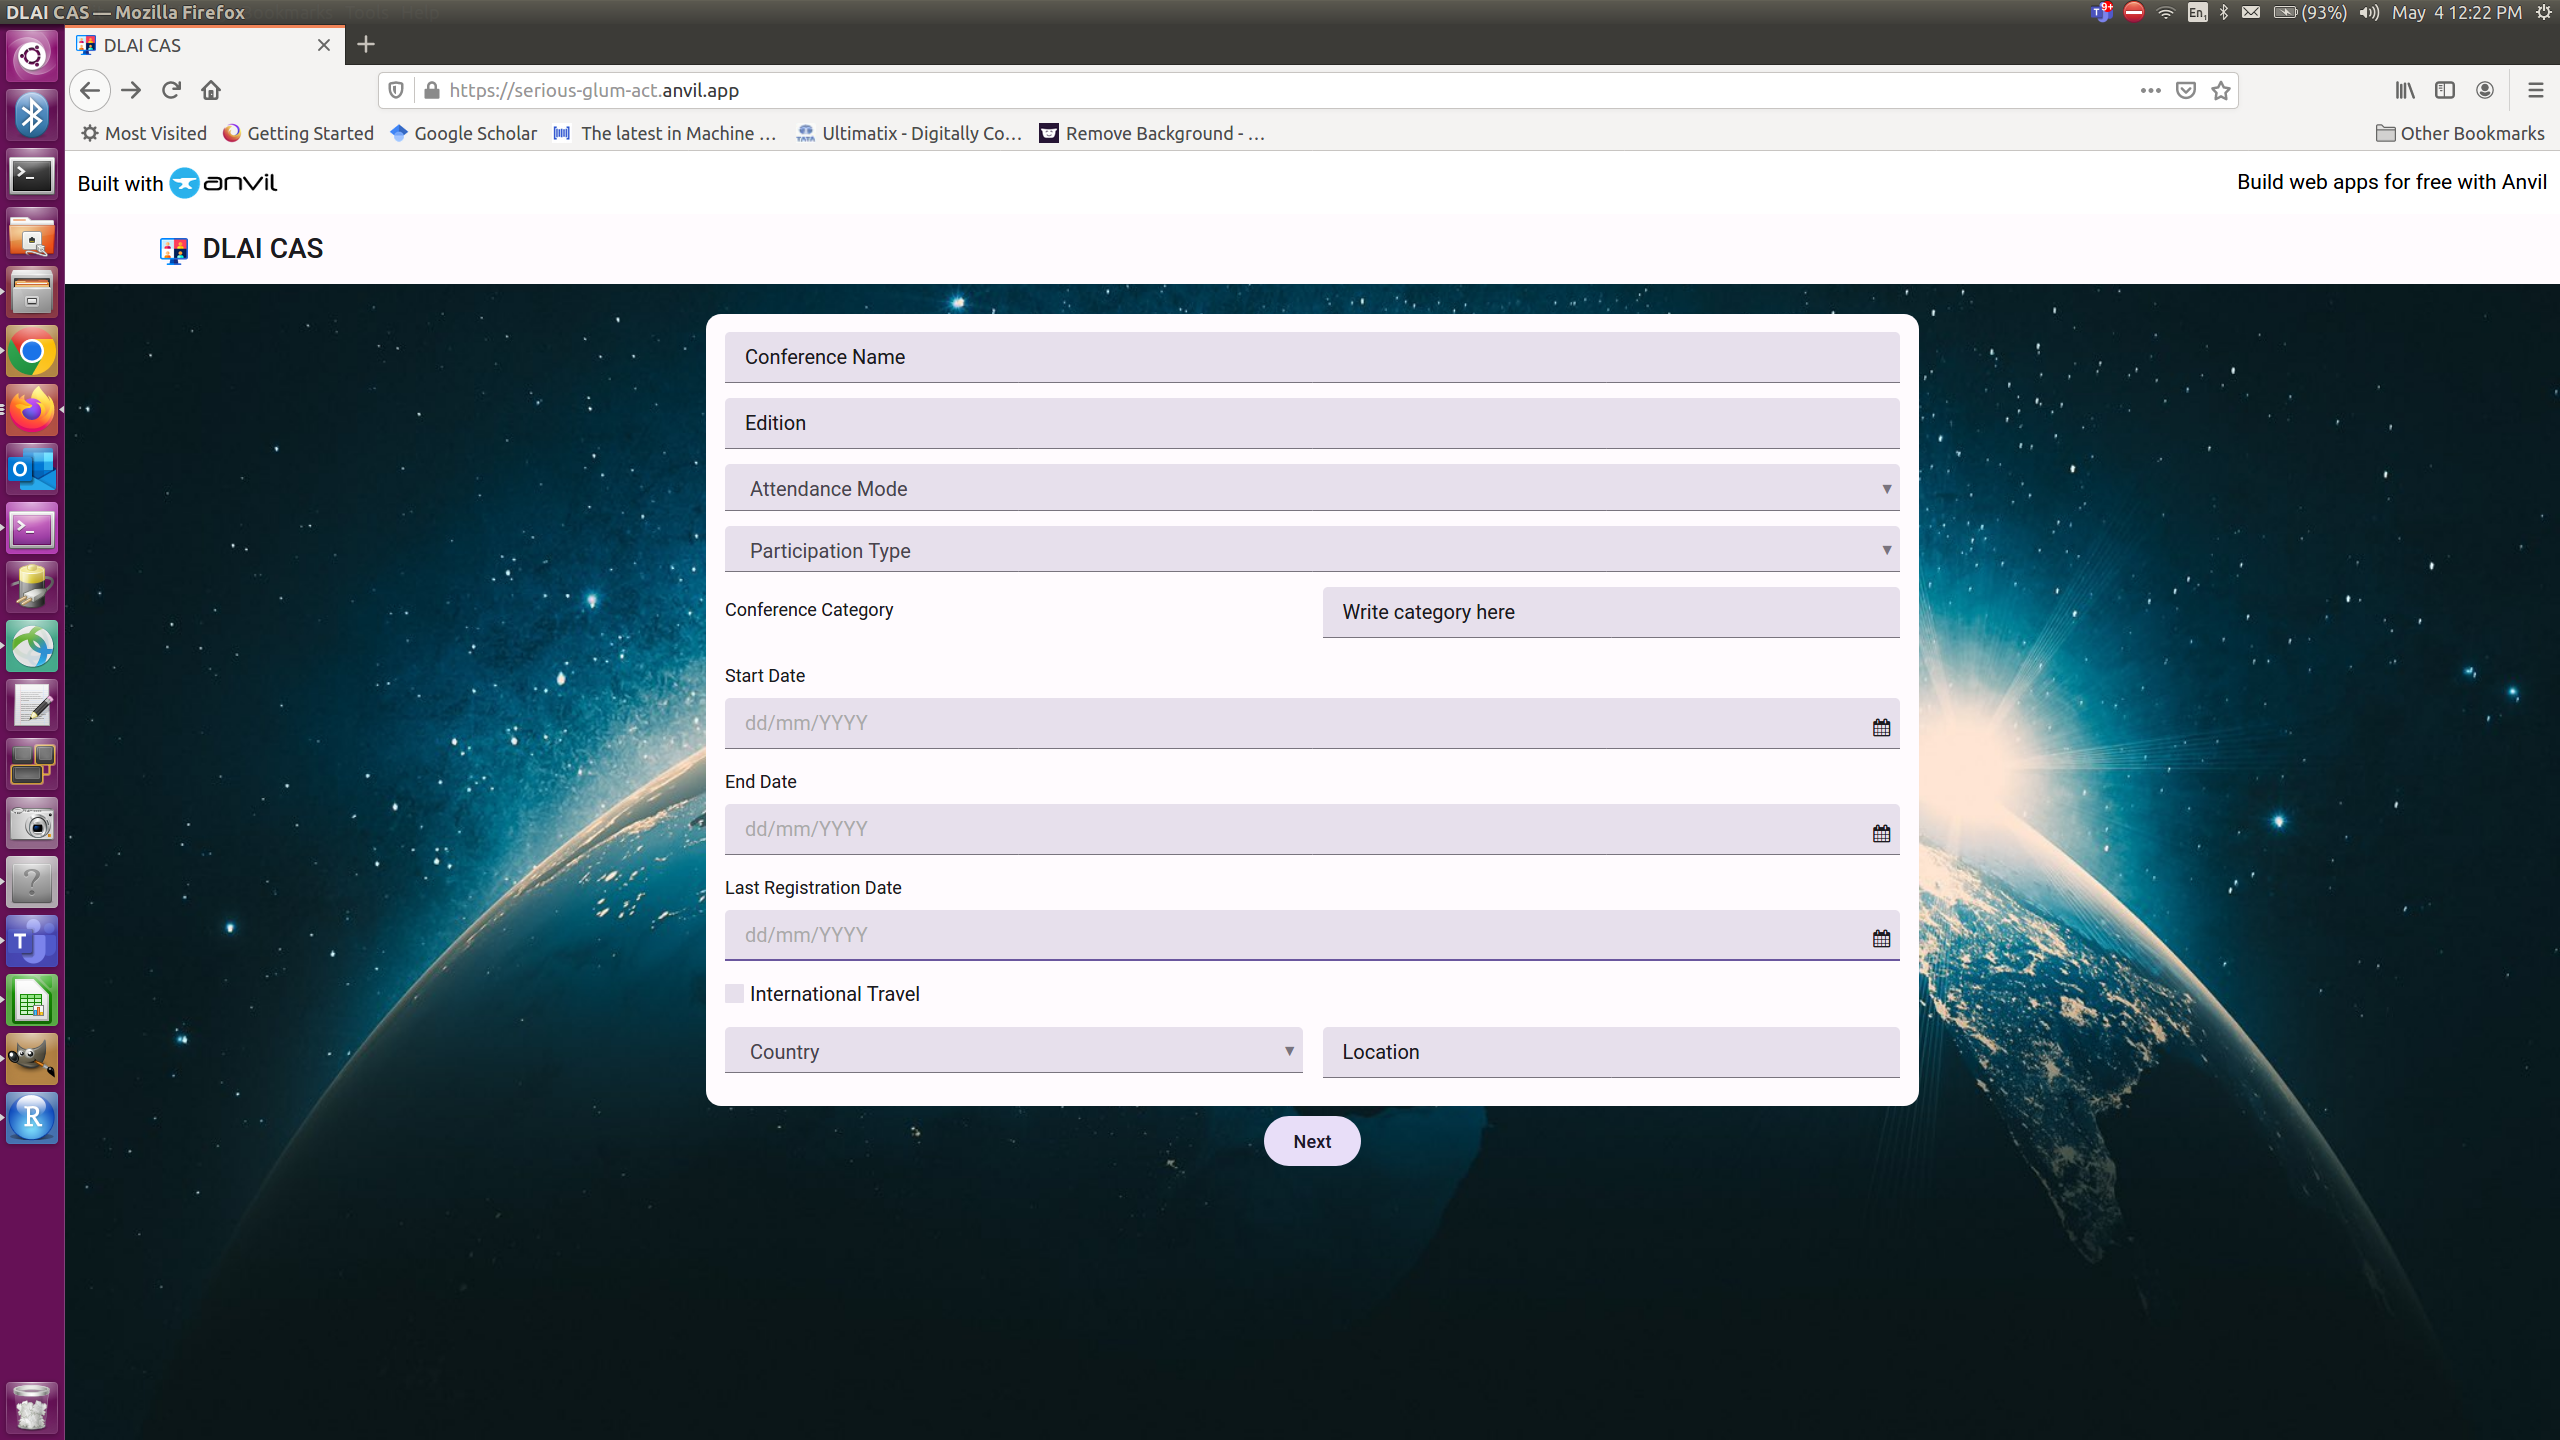 DLAI CAS — Mozilla Firefox
9+
En1
(93%)
May 4 12:22 PM
DLAI CAS
https://serious-glum-act.anvil.app
Most Visited
Getting Started
Google Scholar
The latest in Machine ...
Ultimatix - Digitally Co...
Remove Background - ...
Other Bookmarks
Built with anvil
Build web apps for free with Anvil
DLAI CAS
Conference Name
Edition
Attendance Mode
Participation Type
Conference Category
Write category here
Start Date
dd/mm/YYYY
End Date
dd/mm/YYYY
Last Registration Date
dd/mm/YYYY
International Travel
Country
Location
Next